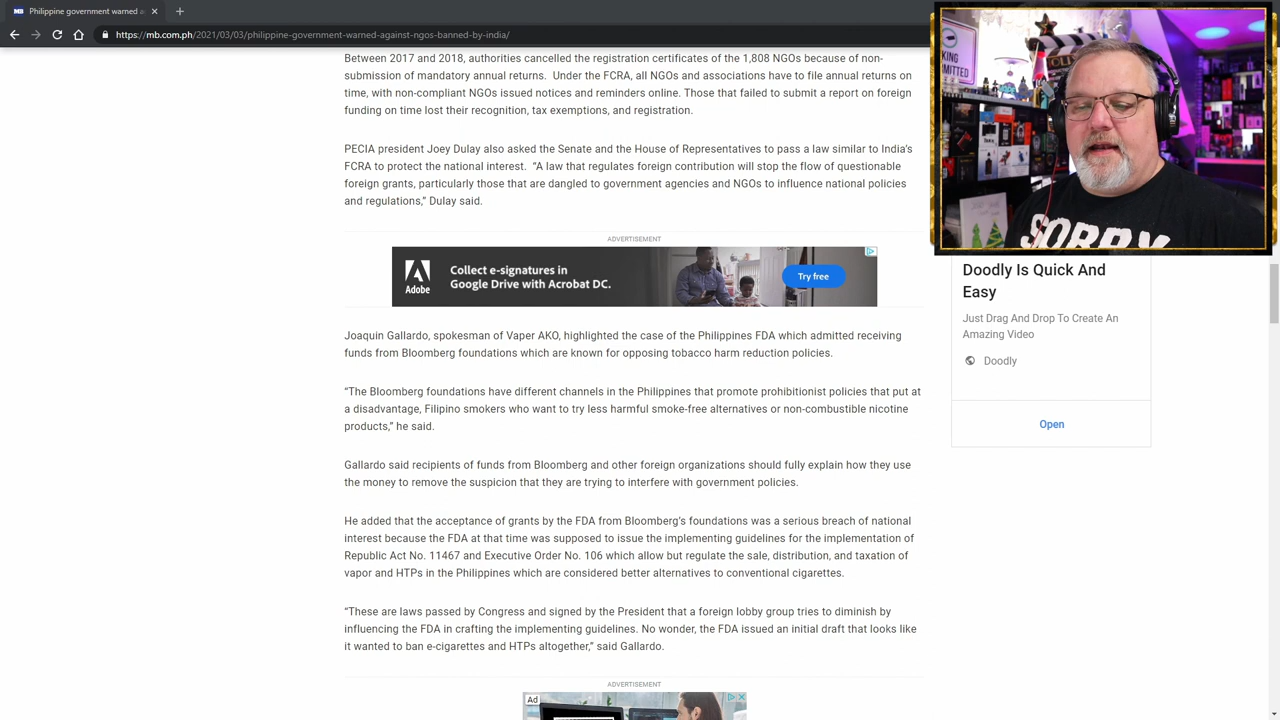 Philippine government warned a
https://mb.com.ph/2021/03/07/philippine-government-warned-against-ngos-banned-by-india/
Between 2017 and 2018, authorities cancelled the registration certificates of the 1,808 NGOs because of non-
submission of mandatory annual returns. Under the FCRA, all NGOs and associations have to file annual returns on
time, with non-compliant NGOs issued notices and reminders online. Those that failed to submit a report on foreign
funding on time lost their recognition, tax exemptions, and registration.
PECIA president Joey Dulay also asked the Senate and the House of Representatives to pass a law similar to India's
FCRA to protect the national interest. “A law that regulates foreign contribution will stop the flow of questionable
foreign grants, particularly those that are dangled to government agencies and NGOs to influence national policies
and regulations,” Dulay said.
ADVERTISEMENT
Adobe
Collect e-signatures in
Google Drive with Acrobat DC.
Try free
Joaquin Gallardo, spokesman of Vaper AKO, highlighted the case of the Philippines FDA which admitted receiving
funds from Bloomberg foundations which are known for opposing tobacco harm reduction policies.
“The Bloomberg foundations have different channels in the Philippines that promote prohibitionist policies that put at
a disadvantage, Filipino smokers who want to try less harmful smoke-free alternatives or non-combustible nicotine
products,” he said.
Gallardo said recipients of funds from Bloomberg and other foreign organizations should fully explain how they use
the money to remove the suspicion that they are trying to interfere with government policies.
He added that the acceptance of grants by the FDA from Bloomberg's foundations was a serious breach of national
interest because the FDA at that time was supposed to issue the implementing guidelines for the implementation of
Republic Act No. 11467 and Executive Order No. 106 which allow but regulate the sale, distribution, and taxation of
vapor and HTPs in the Philippines which are considered better alternatives to conventional cigarettes.
“These are laws passed by Congress and signed by the President that a foreign lobby group tries to diminish by
influencing the FDA in crafting the implementing guidelines. No wonder, the FDA issued an initial draft that looks like
it wanted to ban e-cigarettes and HTPs altogether,” said Gallardo.
ADVERTISEMENT
Ad
SORRY
Doodly Is Quick And
Easy
Just Drag And Drop To Create An
Amazing Video
Doodly
Open